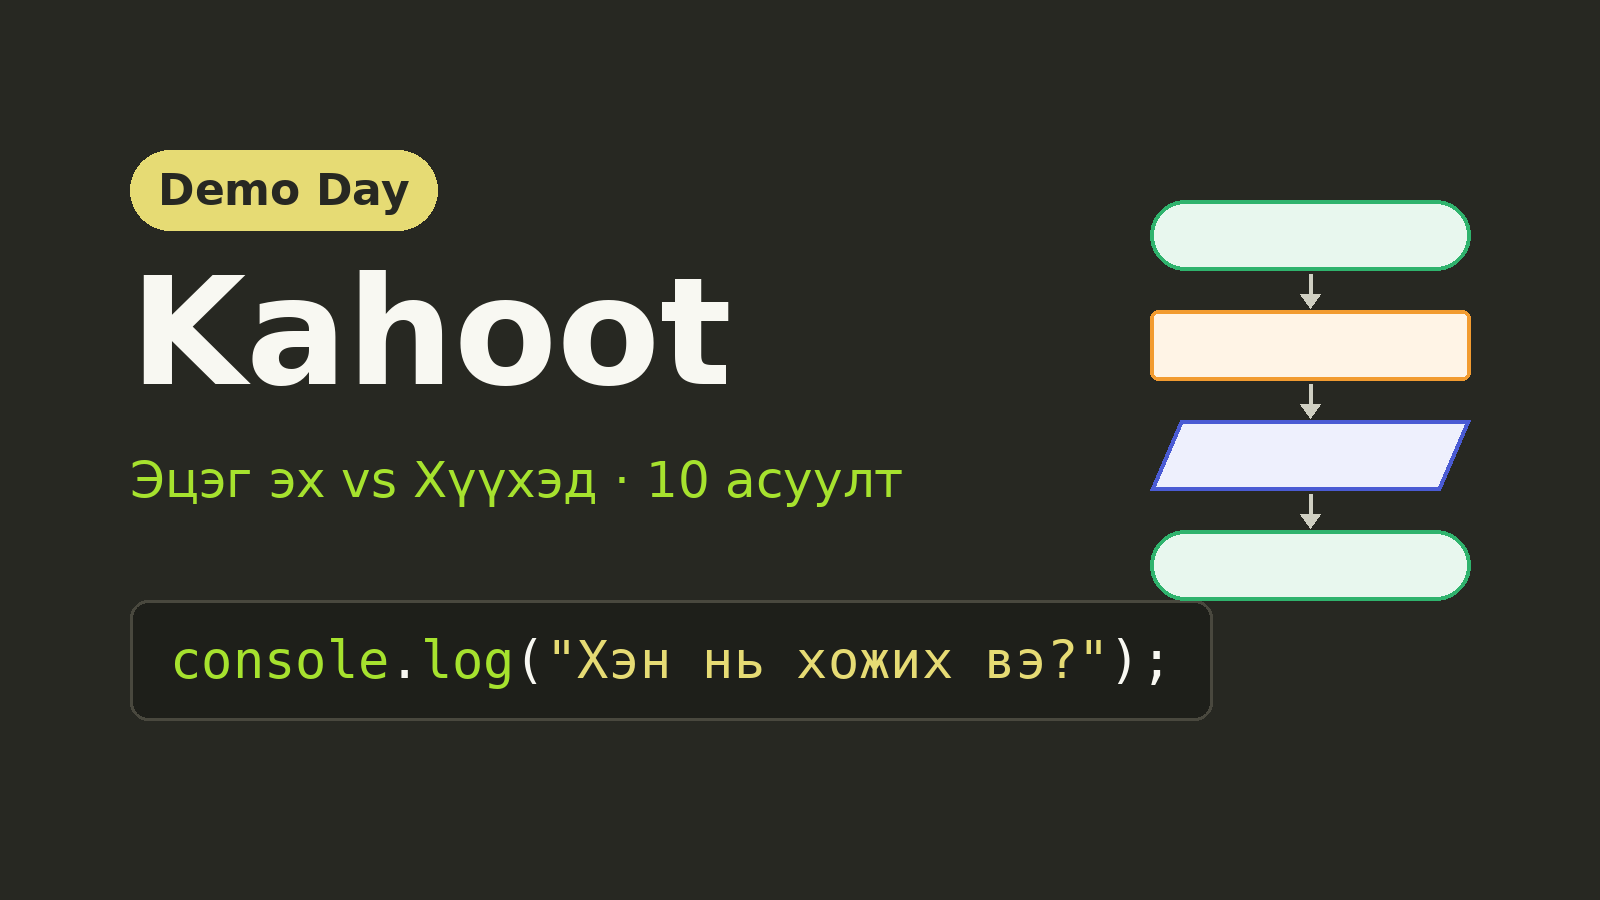 Demo Day
Kahoot
Эцэг эх vs Хүүхэд · 10 асуулт
console.log("Хэн нь хожих вэ?");